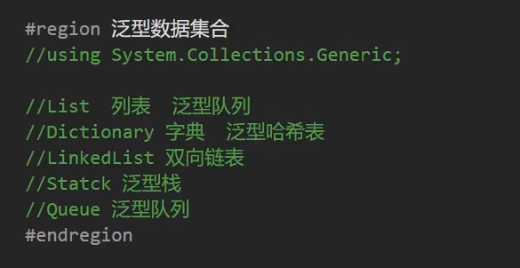 #region 泛型数据集合
//using System.Collections.Generic;
//List 列表 泛型队列
//Dictionary 字典 泛型哈希表
//LinkedList 双向链表
//Statck 泛型栈
//Queue 泛型队列
#endregion